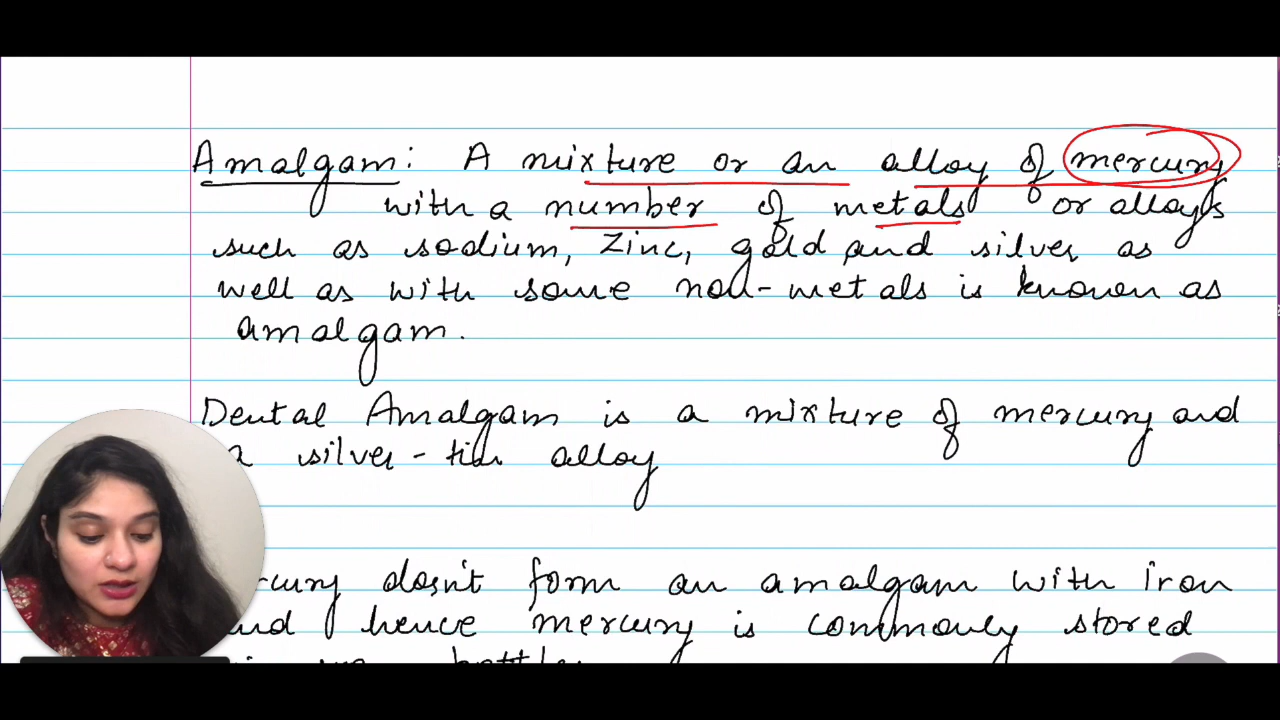 Amalgam: A mixture or an alloy of mercury
with a number of metals or alloys
such as sodium, zinc, gold and silver as
well as with some non-metals is known as
amalgam.
Dental Amalgam is a mixture of mercury and
a silver-tin alloy
doesn't form an amalgam with iron
hence mercury is commonly stored